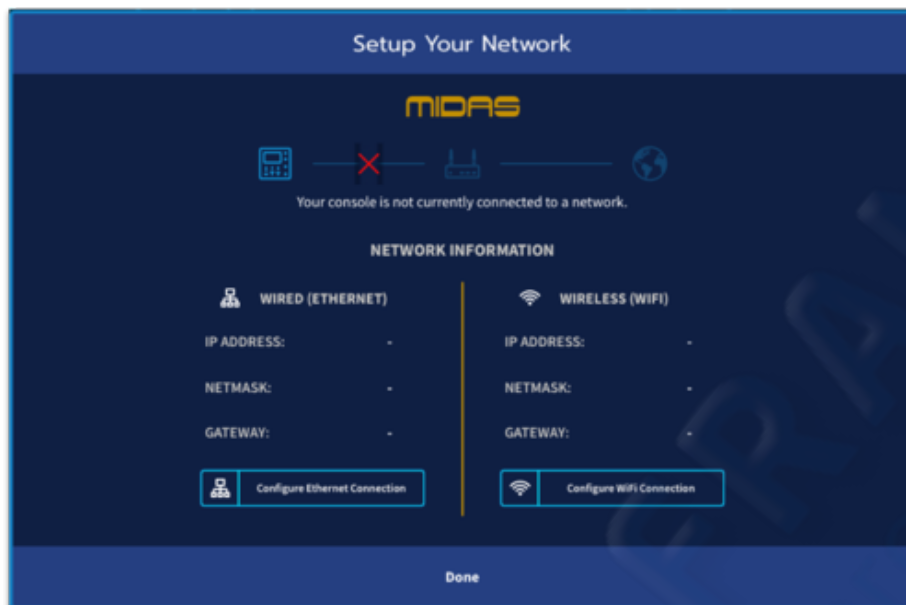 Setup Your Network
MIDAS
Your console is not currently connected to a network.
NETWORK INFORMATION
WIRED (ETHERNET)
IP ADDRESS: -
NETMASK: -
GATEWAY: -
Configure Ethernet Connection
WIRELESS (WIFI)
IP ADDRESS: -
NETMASK: -
GATEWAY: -
Configure WiFi Connection
Done